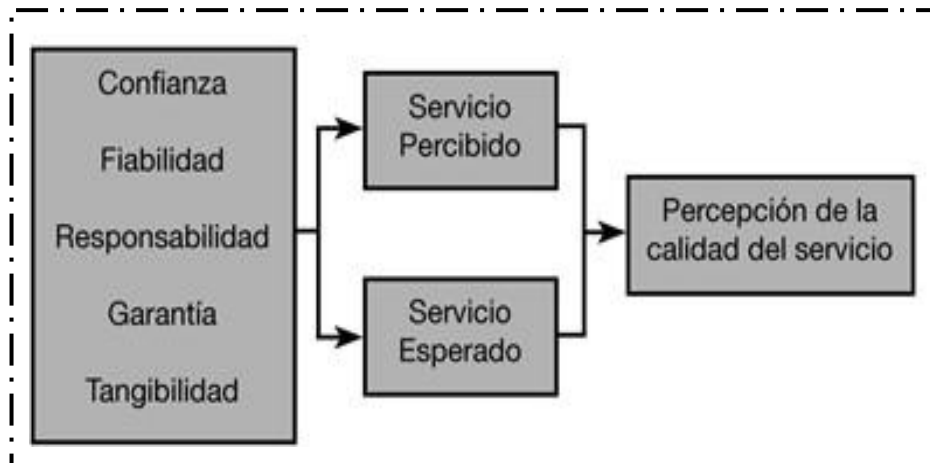 Confianza
Fiabilidad
Responsabilidad
Garantía
Tangibilidad
Servicio
Percibido
Servicio
Esperado
Percepción de la
calidad del servicio